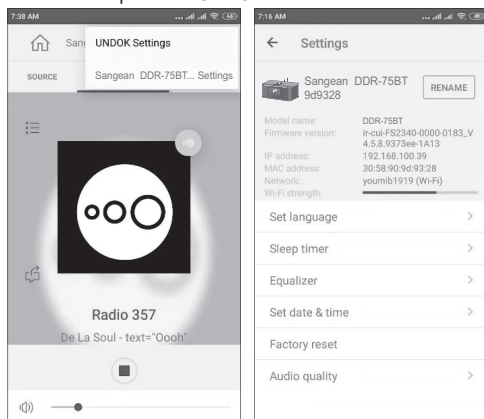 7:38 AM
48
San
UNDOK Settings
SOURCE
Sangean DDR-75BT... Settings
Radio 357
De La Soul - text="Oooh"
7:16 AM
Settings
Sangean DDR-75BT
9d9328
RENAME
Model name: DDR-75BT
Firmware version: ir-cui-FS2340-0000-0183_V
4.5.8.9373ee-1A13
IP address: 192.168.100.39
MAC address: 30:58:90:9d:93:28
Network: youmib1919 (Wi-Fi)
Wi-Fi strength:
Set language
Sleep timer
Equalizer
Set date & time
Factory reset
Audio quality